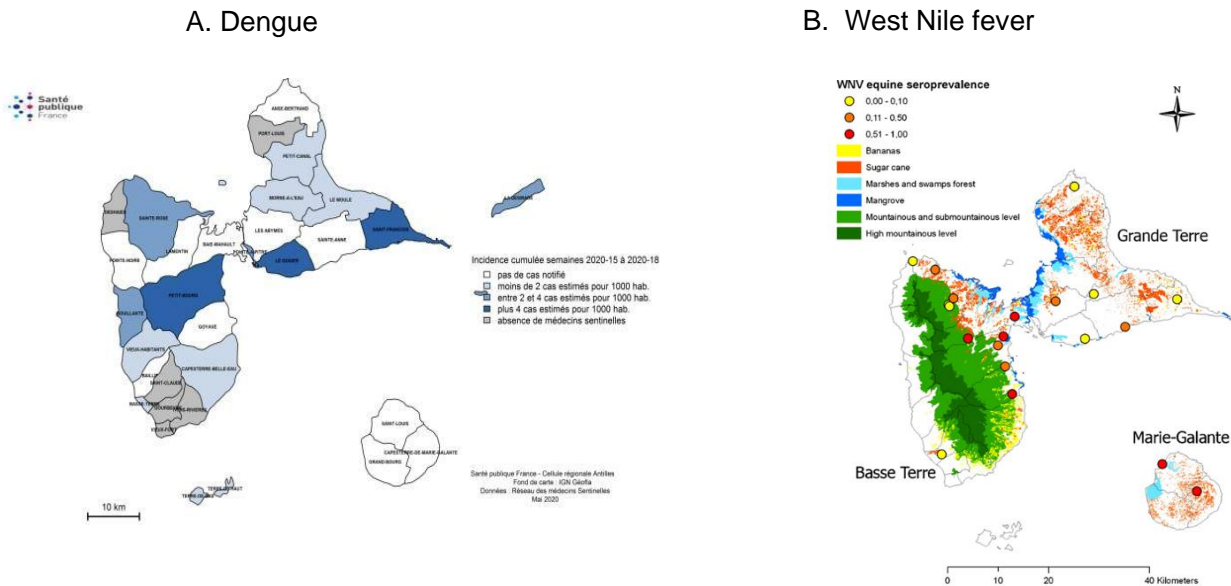 A. Dengue
B. West Nile fever
Santé
publique
France
ANSE-BERTRAND
PORT-LOUIS
PETIT-CANAL
MORNE-A-L'EAU
LE MOULE
LA DESIRADE
DESHAIES
SAINTE-ROSE
LES ABYMES
SAINT-FRANCOIS
BAIE-MAHAULT
POINTE-A-PITRE
SAINTE-ANNE
LAMENTIN
LE GOSIER
POINTE-NOIRE
PETIT-BOURG
BOUILLANTE
GOYAVE
VIEUX-HABITANTS
CAPESTERRE-BELLE-EAU
BAILLIF
SAINT-CLAUDE
BASSE-TERRE
GOURBEYRE
TROIS-RIVIERES
VIEUX-FORT
TERRE-DE-HAUT
TERRE-DE-BAS
SAINT-LOUIS
CAPESTERRE-DE-MARIE-GALANTE
GRAND-BOURG
Incidence cumulée semaines 2020-15 à 2020-18
pas de cas notifié
moins de 2 cas estimés pour 1000 hab.
entre 2 et 4 cas estimés pour 1000 hab.
plus 4 cas estimés pour 1000 hab.
absence de médecins sentinelles
Santé publique France - Cellule régionale Antilles
Fond de carte : IGN Géofla
Données : Réseau des médecins Sentinelles
Mai 2020
10 km
WNV equine seroprevalence
0,00 - 0,10
0,11 - 0.50
0,51 - 1,00
Bananas
Sugar cane
Marshes and swamps forest
Mangrove
Mountainous and submountainous level
High mountainous level
N
Grande Terre
Basse Terre
Marie-Galante
0 10 20 40 Kilometers